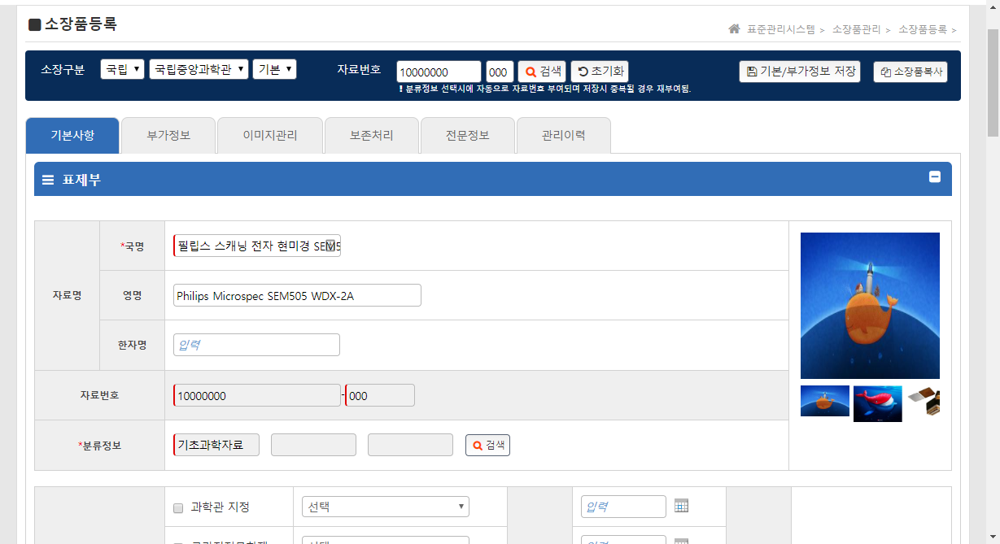 소장품등록
표준관리시스템 > 소장품관리 > 소장품등록 >
소장구분 국립 국립중앙과학관 기본 자료번호 10000000 000 검색 초기화 기본/부가정보 저장 소장품복사
! 분류정보 선택시에 자동으로 자료번호 부여되며 저장시 중복될 경우 재부여됨.
기본사항 부가정보 이미지관리 보존처리 전문정보 관리이력
표제부
자료명 *국명 필립스 스캐닝 전자 현미경 SEM5
영명 Philips Microspec SEM505 WDX-2A
한자명 입력
자료번호 10000000 - 000
*분류정보 기초과학자료 검색
과학관 지정 선택 입력